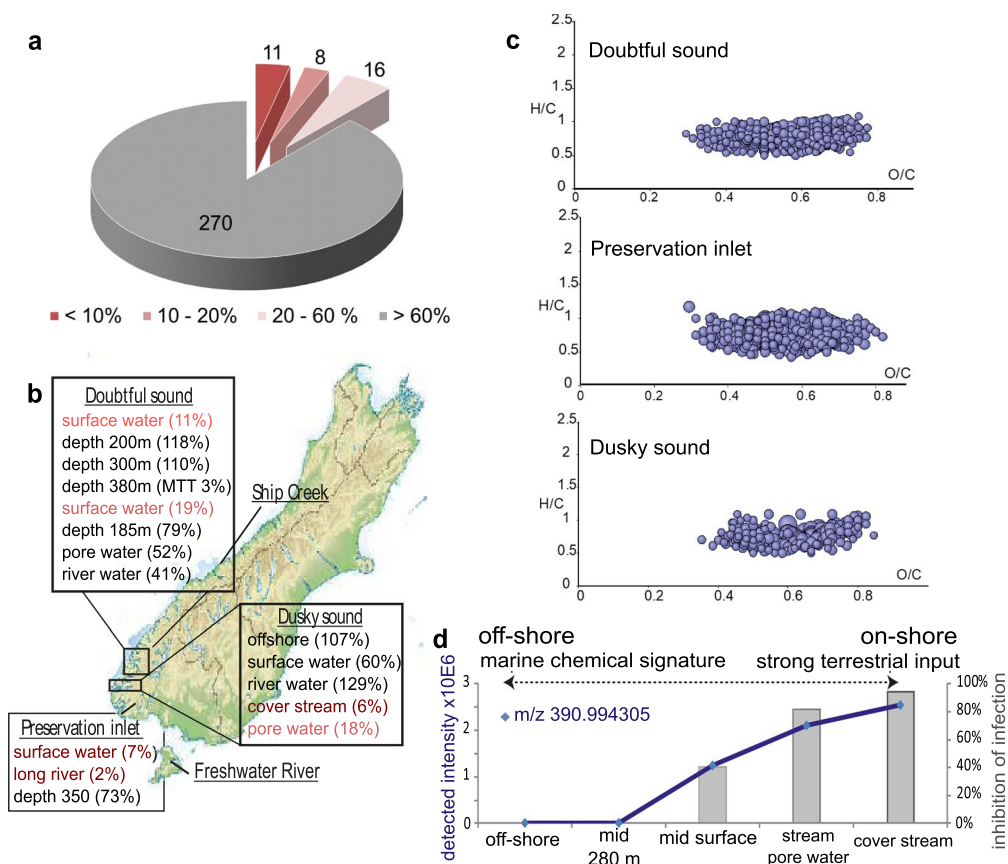 a
11
8
16
270
< 10%
10 - 20%
20 - 60 %
> 60%
b
Doubtful sound
surface water (11%)
depth 200m (118%)
depth 300m (110%)
depth 380m (MTT 3%)
surface water (19%)
depth 185m (79%)
pore water (52%)
river water (41%)
Ship Creek
Dusky sound
offshore (107%)
surface water (60%)
river water (129%)
cover stream (6%)
pore water (18%)
Preservation inlet
surface water (7%)
long river (2%)
depth 350 (73%)
Freshwater River
c
2.5
Doubtful sound
2
1.5
H/C
1
0.5
O/C
0
0 0.2 0.4 0.6 0.8
2.5
Preservation inlet
2
1.5
H/C
1
0.5
O/C
0
0 0.2 0.4 0.6 0.8
2.5
Dusky sound
2
1.5
H/C
1
0.5
O/C
0
0 0.2 0.4 0.6 0.8
d
off-shore on-shore
marine chemical signature strong terrestrial input
3 100%
m/z 390.994305
80%
2
60%
40%
1
20%
0 0%
detected intensity x10E6
inhibition of infection
off-shore mid mid surface stream cover stream
280 m pore water